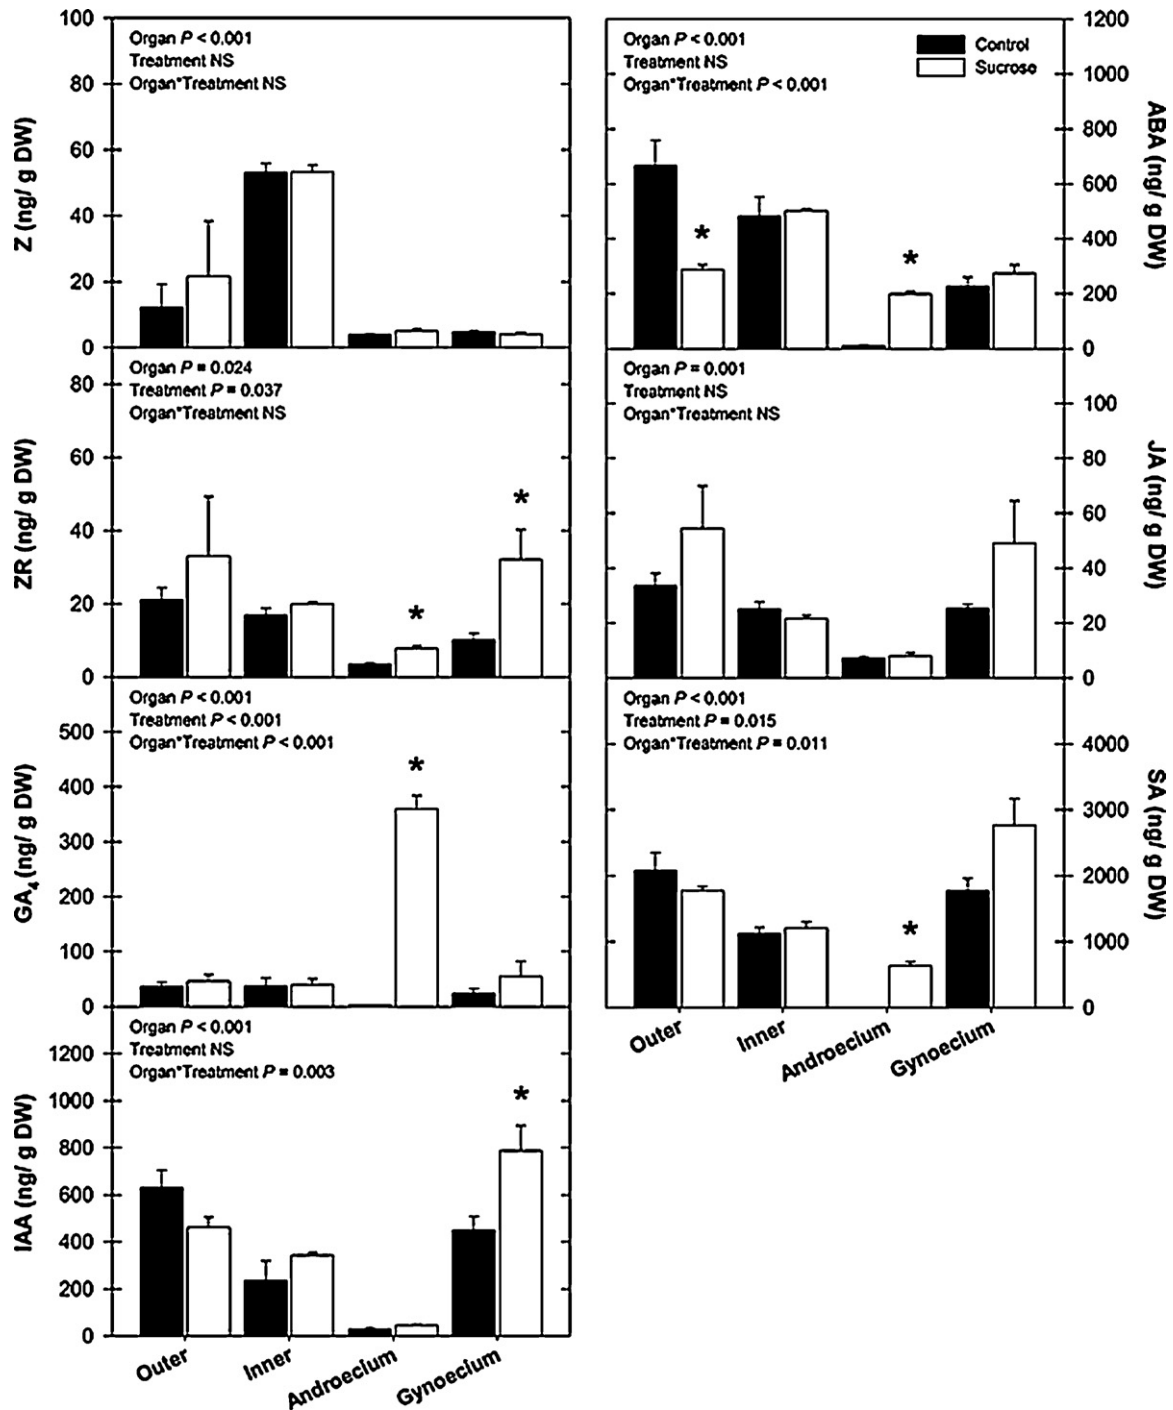 100
80
60
40
20
0
Z (ng/ g DW)
Organ P < 0.001
Treatment NS
Organ*Treatment NS
80
60
40
20
0
ZR (ng/ g DW)
Organ P = 0.024
Treatment P = 0.037
Organ*Treatment NS
*
*
500
400
300
200
100
0
GA4 (ng/ g DW)
Organ P < 0.001
Treatment P < 0.001
Organ*Treatment P < 0.001
*
1200
1000
800
600
400
200
0
IAA (ng/ g DW)
Organ P < 0.001
Treatment NS
Organ*Treatment P = 0.003
*
Outer
Inner
Androecium
Gynoecium
Organ P < 0.001
Treatment NS
Organ*Treatment P < 0.001
Control
Sucrose
*
*
1200
1000
800
600
400
200
0
ABA (ng/ g DW)
Organ P = 0.001
Treatment NS
Organ*Treatment NS
100
80
60
40
20
0
JA (ng/ g DW)
Organ P < 0.001
Treatment P = 0.015
Organ*Treatment P = 0.011
*
4000
3000
2000
1000
0
SA (ng/ g DW)
Outer
Inner
Androecium
Gynoecium